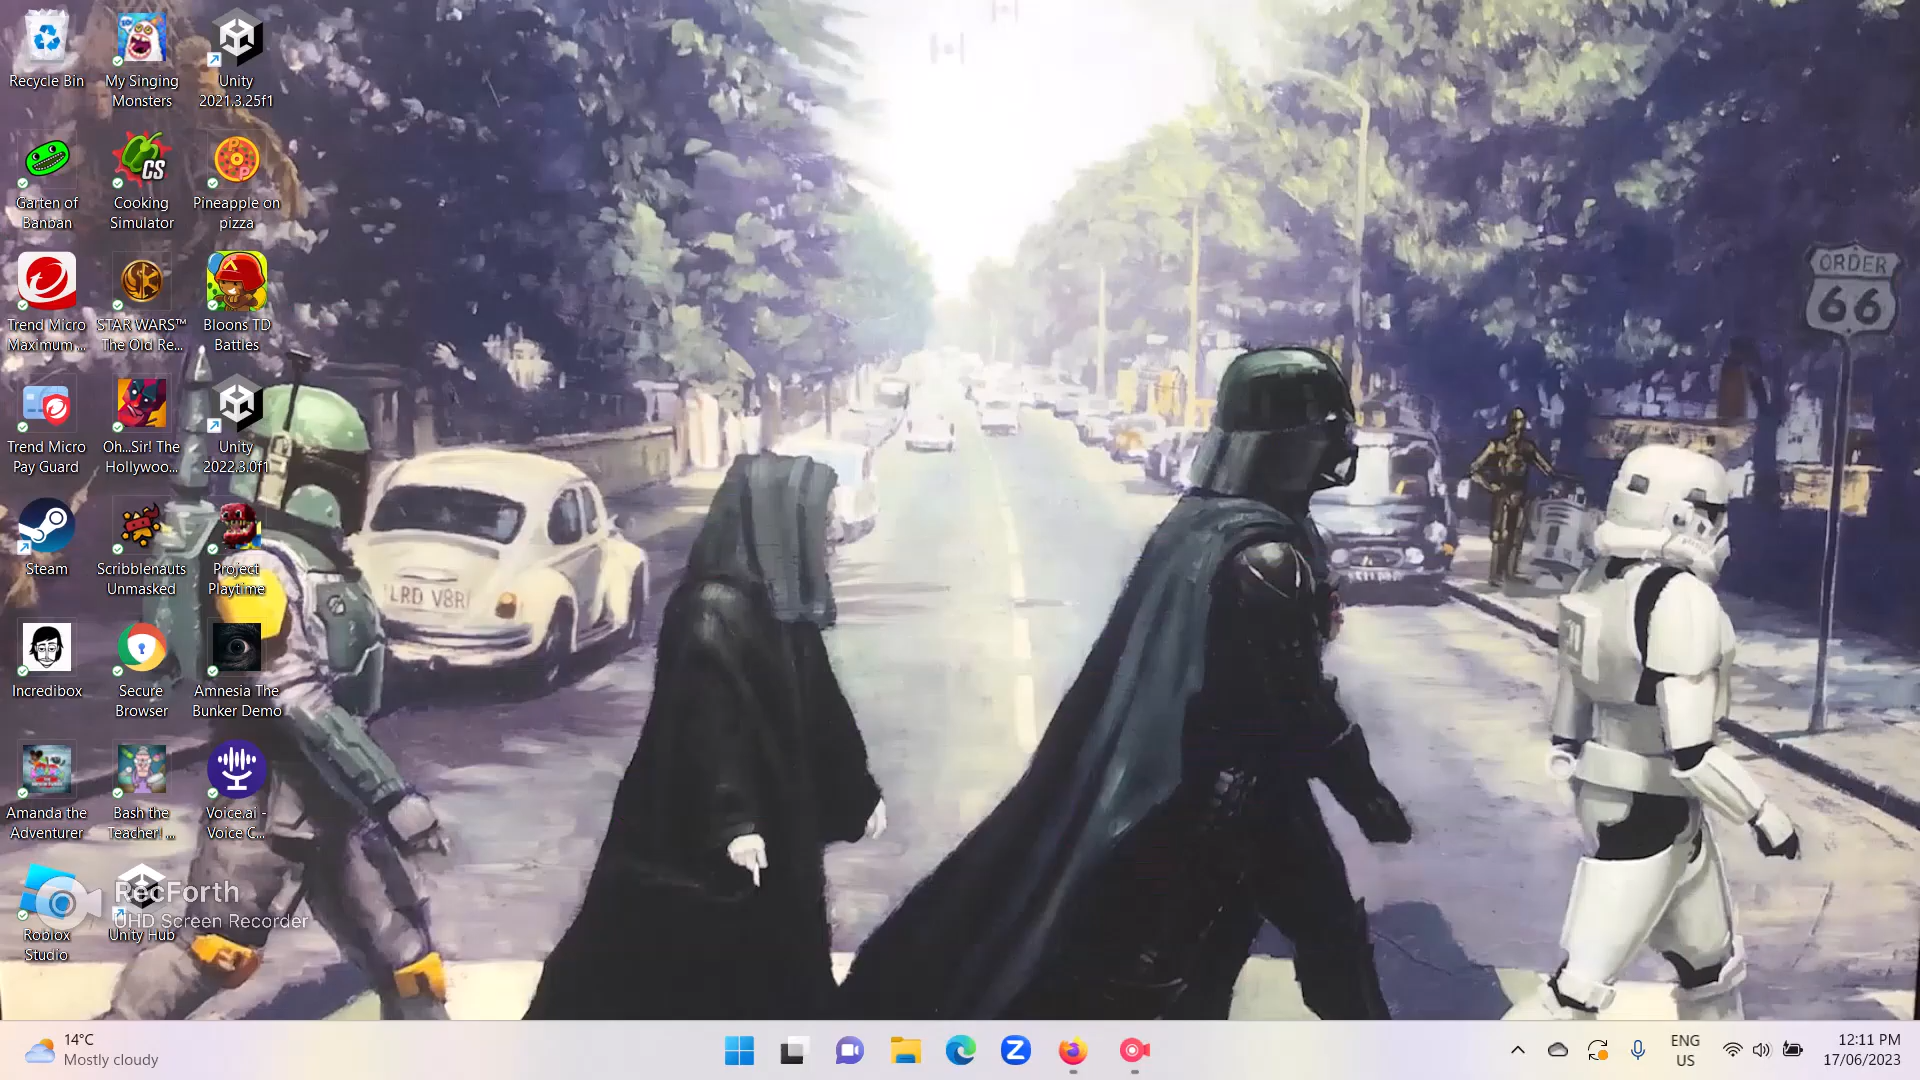 Recycle Bin
My Singing
Monsters
Unity
2021.3.25f1
Garten of
Banban
CS
Cooking
Simulator
Pineapple on
pizza
Trend Micro
Maximum ...
STAR WARS™
The Old Re...
Bloons TD
Battles
Trend Micro
Pay Guard
Oh...Sir! The
Hollywoo...
Unity
2022.3.0f1
Steam
Scribblenauts
Unmasked
Project
Playtime
Incredibox
Secure
Browser
Amnesia The
Bunker Demo
Amanda the
Adventurer
Bash the
Teacher! ...
Voice.ai -
Voice C...
Roblox
Studio
Unity Hub
RecForth
UHD Screen Recorder
LRD V8R
ORDER
66
14°C
Mostly cloudy
Z
ENG
US
12:11 PM
17/06/2023